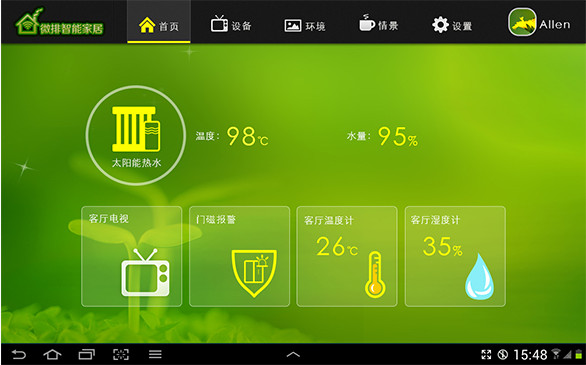 微排智能家居
首页
设备
环境
情景
设置
Allen
温度：98℃
水量：95%
太阳能热水
客厅电视
门磁报警
客厅温度计
26℃
客厅湿度计
35%
15:48